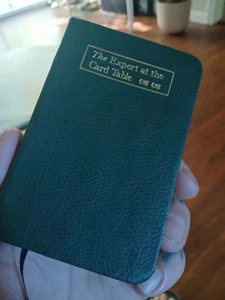 The Expert at the
Card Table